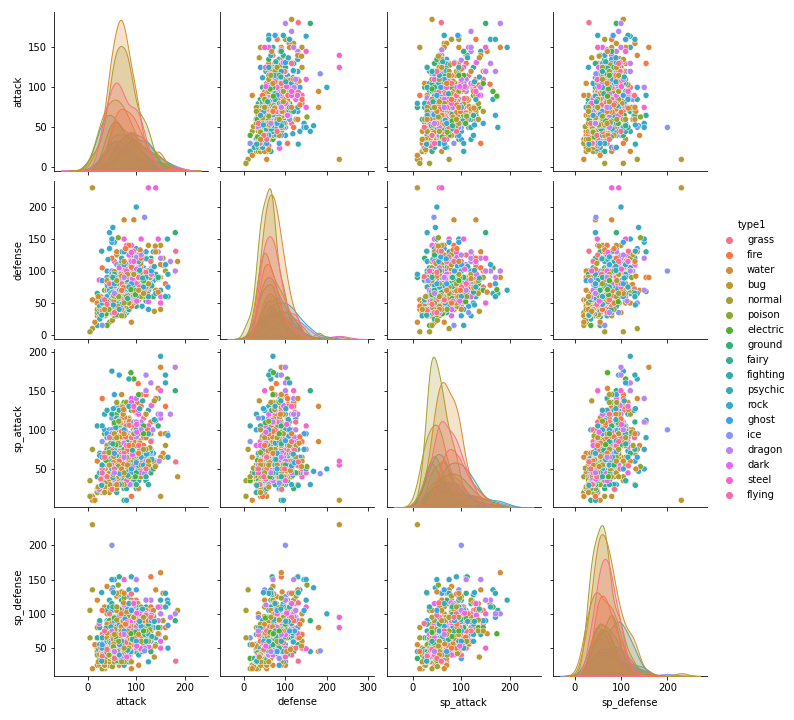 attack
150
100
50
0
defense
200
150
100
50
0
type1
grass
fire
water
bug
normal
poison
electric
ground
fairy
fighting
psychic
rock
ghost
ice
dragon
dark
steel
flying
sp_attack
200
150
100
50
sp_defense
200
150
100
50
0 100 200
0 100 200 300
0 100 200
0 100 200
attack
defense
sp_attack
sp_defense